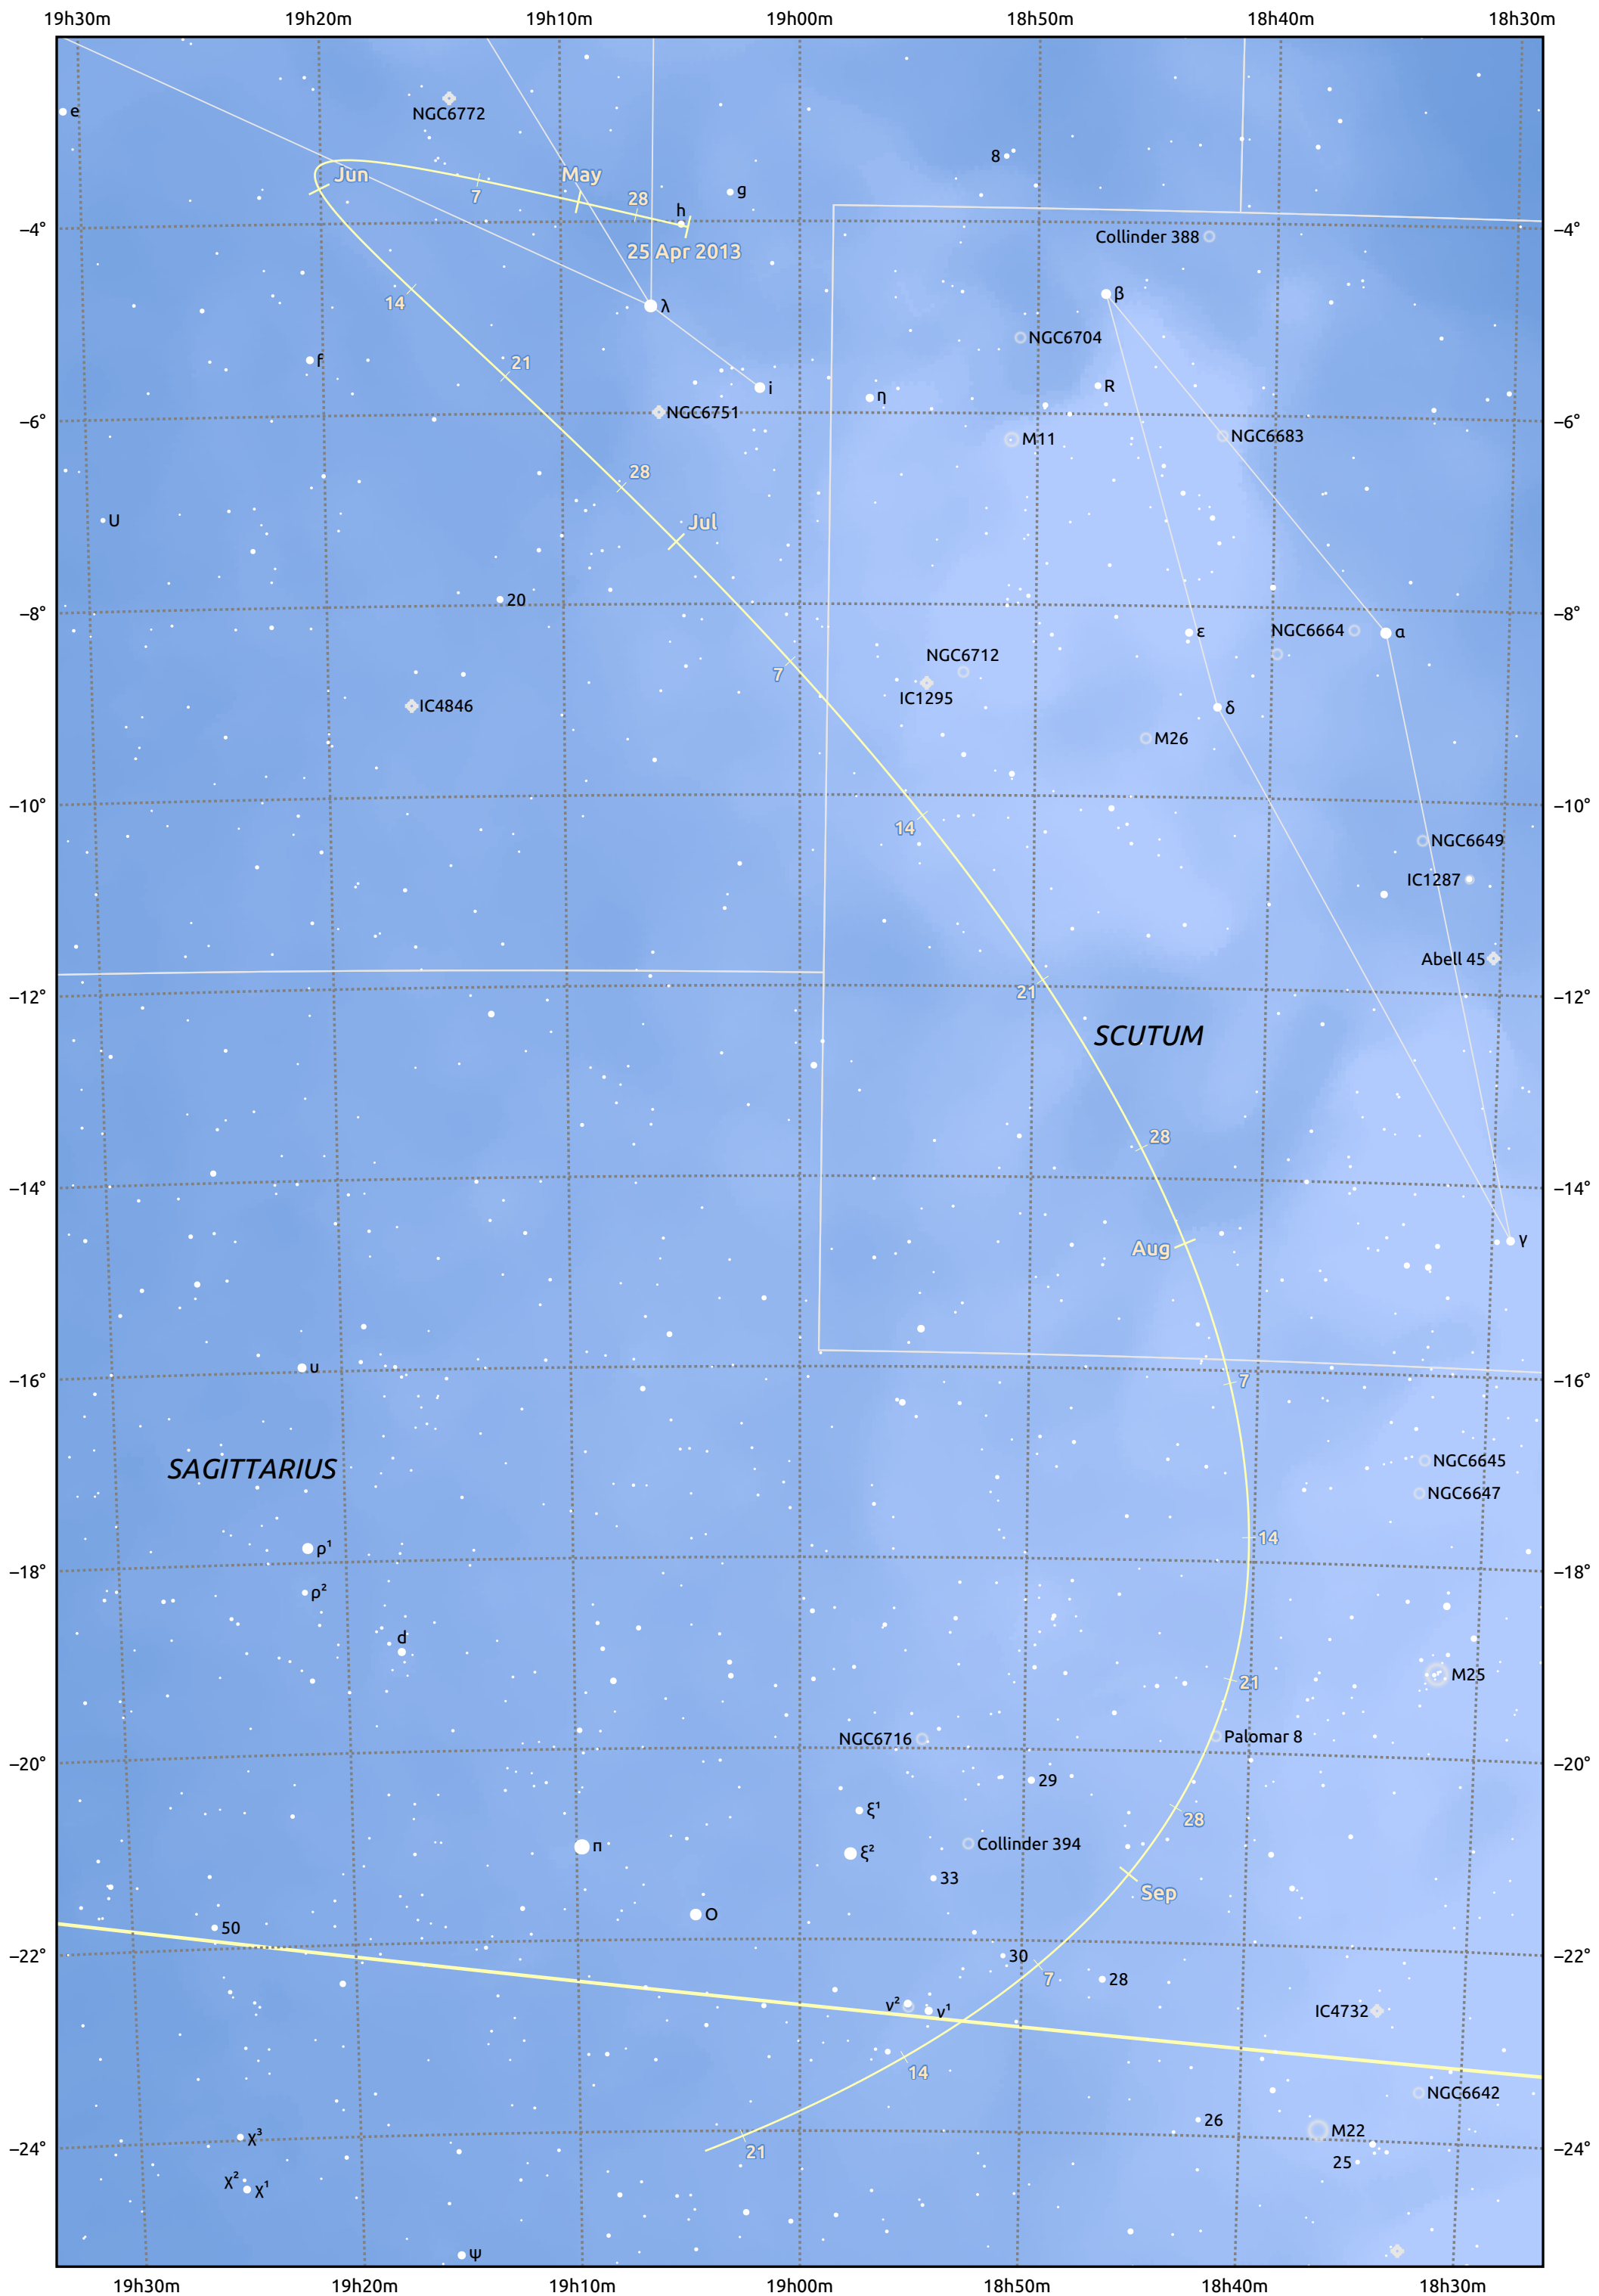 19h30m 19h20m 19h10m 19h00m 18h50m 18h40m 18h30m
e
NGC6772
8
Jun
May
7
28
h
g
−4°
−4°
25 Apr 2013
Collinder 388
14
λ
β
NGC6704
f
21
i
R
η
NGC6751
−6°
−6°
M11
NGC6683
28
U
Jul
20
−8°
−8°
ε
NGC6664
α
NGC6712
7
IC1295
IC4846
δ
M26
−10°
−10°
14
NGC6649
IC1287
Abell 45
21
−12°
−12°
SCUTUM
28
−14°
−14°
Aug
γ
υ
−16°
−16°
7
NGC6645
SAGITTARIUS
NGC6647
14
ρ¹
−18°
−18°
ρ²
d
M25
21
NGC6716
Palomar 8
−20°
−20°
29
ξ¹
28
π
ξ²
Collinder 394
33
Sep
O
50
−22°
−22°
30
7
28
ν²
ν¹
IC4732
14
NGC6642
26
M22
χ³
−24°
−24°
21
25
χ²
χ¹
ψ
19h30m 19h20m 19h10m 19h00m 18h50m 18h40m 18h30m